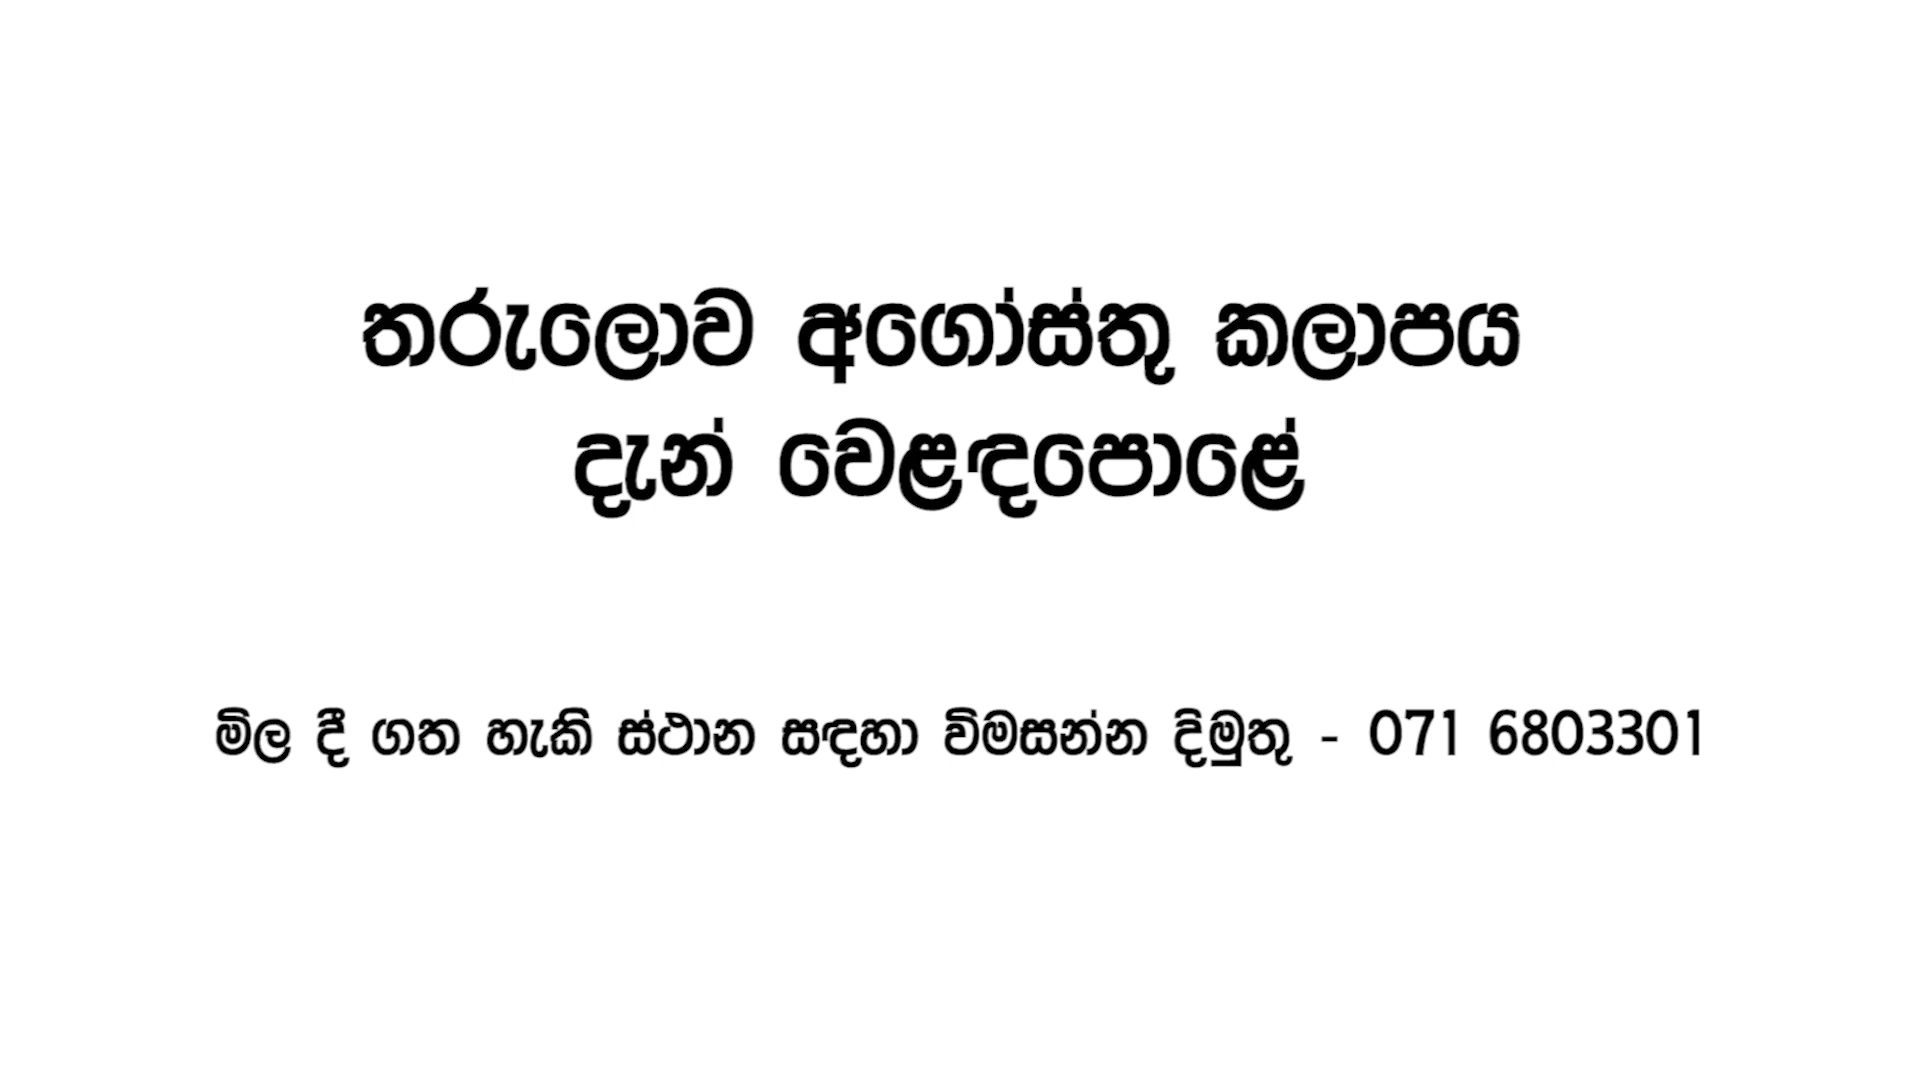 තරුලොව අගෝස්තු කලාපය
දැන් වෙළඳපොළේ
මිල දී ගත හැකි ස්ථාන සඳහා විමසන්න දිමුතු - 071 6803301